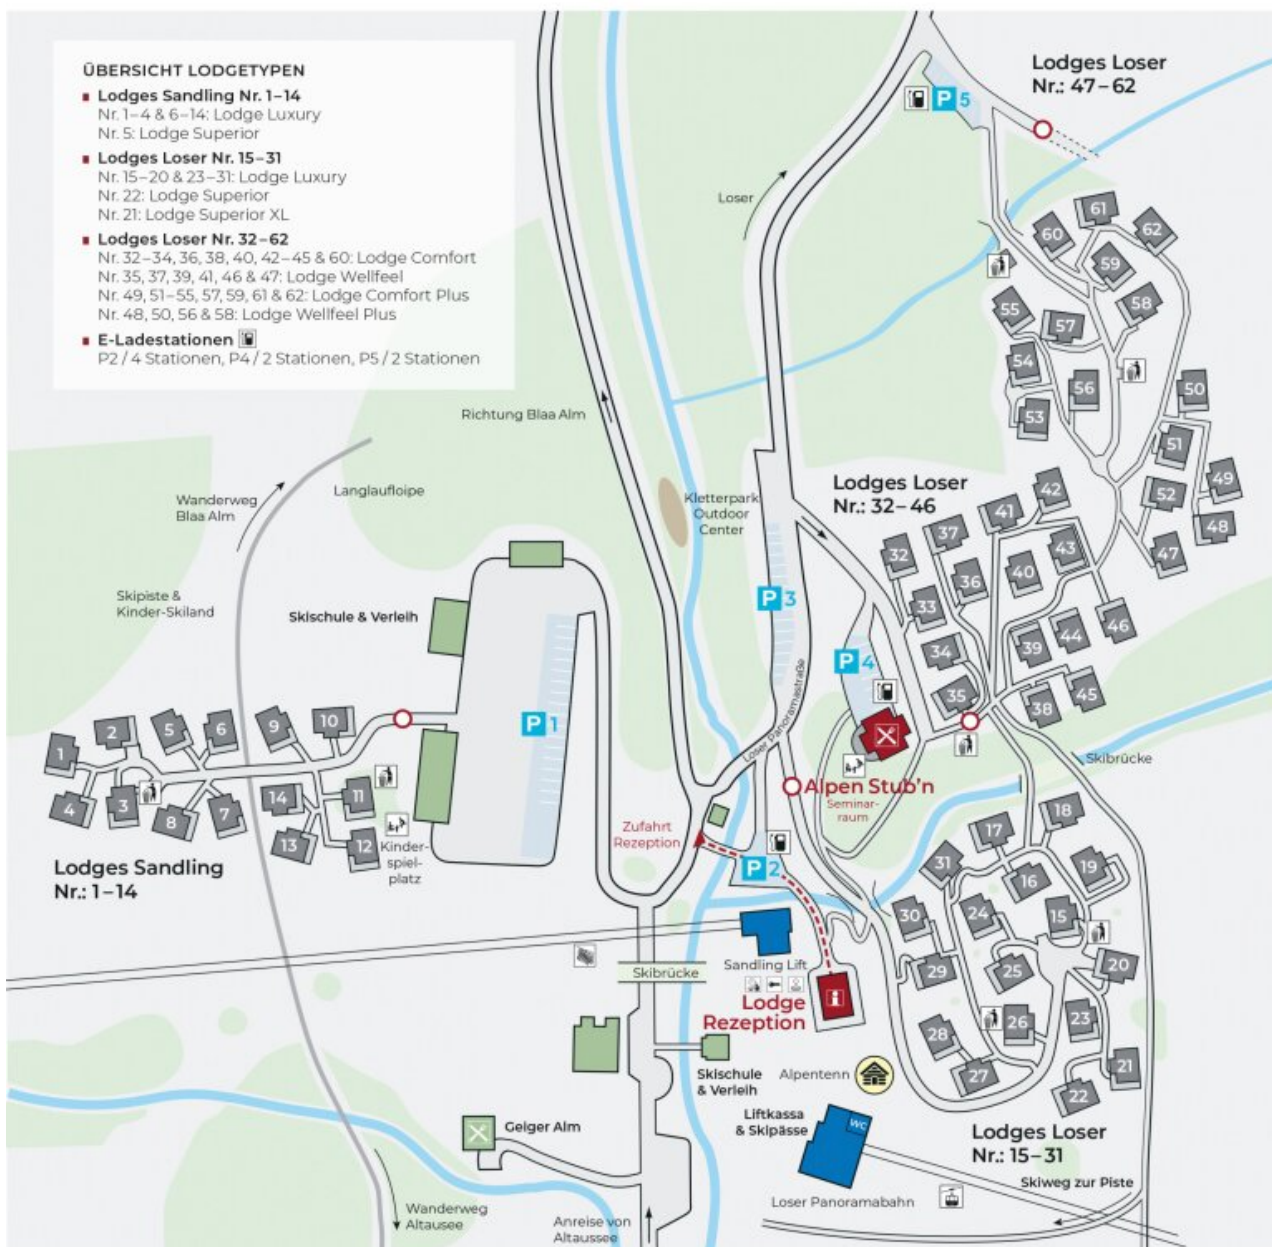 ÜBERSICHT LODGETYPEN
Lodges Sandling Nr. 1–14
Nr. 1–4 & 6–14: Lodge Luxury
Nr. 5: Lodge Superior
Lodges Loser Nr. 15–31
Nr. 15–20 & 23–31: Lodge Luxury
Nr. 22: Lodge Superior
Nr. 21: Lodge Superior XL
Lodges Loser Nr. 32–62
Nr. 32–34, 36, 38, 40, 42–45 & 60: Lodge Comfort
Nr. 35, 37, 39, 41, 46 & 47: Lodge Wellfeel
Nr. 49, 51–55, 57, 59, 61 & 62: Lodge Comfort Plus
Nr. 48, 50, 56 & 58: Lodge Wellfeel Plus
E-Ladestationen
P2 / 4 Stationen, P4 / 2 Stationen, P5 / 2 Stationen
Lodges Loser
Nr.: 47–62
P 5
Loser
61
60
62
59
58
55
57
54
56
53
50
51
49
52
48
47
Richtung Blaa Alm
Wanderweg
Blaa Alm
Langlaufloipe
Kletterpark
Outdoor
Center
Lodges Loser
Nr.: 32–46
42
41
37
32
43
40
36
33
44
46
39
34
35
38
45
Skipiste &
Kinder-Skiland
Skischule & Verleih
P 3
P 4
Loser Panoramastraße
P 1
10
9
6
5
2
1
4
3
8
7
14
11
13
12
Kinder-
spiel-
platz
Lodges Sandling
Nr.: 1–14
Skibrücke
Alpen Stub'n
Seminar-
raum
Zufahrt
Rezeption
P 2
18
17
31
16
19
30
24
15
29
25
20
26
23
28
27
21
22
Sandling Lift
Skibrücke
Lodge
Rezeption
i
Skischule
& Verleih
Alpentenn
Liftkassa
& Skipässe
WC
Lodges Loser
Nr.: 15–31
Geiger Alm
Skiweg zur Piste
Loser Panoramabahn
Wanderweg
Altausee
Anreise von
Altaussee